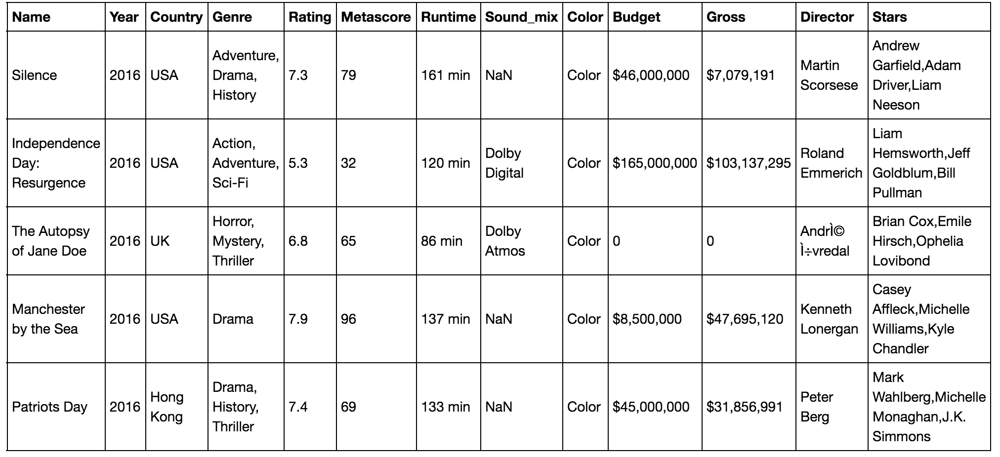 Name Year Country Genre Rating Metascore Runtime Sound_mix Color Budget Gross Director Stars
Silence 2016 USA Adventure, Drama, History 7.3 79 161 min NaN Color $46,000,000 $7,079,191 Martin Scorsese Andrew Garfield,Adam Driver,Liam Neeson
Independence Day: Resurgence 2016 USA Action, Adventure, Sci-Fi 5.3 32 120 min Dolby Digital Color $165,000,000 $103,137,295 Roland Emmerich Liam Hemsworth,Jeff Goldblum,Bill Pullman
The Autopsy of Jane Doe 2016 UK Horror, Mystery, Thriller 6.8 65 86 min Dolby Atmos Color 0 0 AndrÌ© Ì÷vredal Brian Cox,Emile Hirsch,Ophelia Lovibond
Manchester by the Sea 2016 USA Drama 7.9 96 137 min NaN Color $8,500,000 $47,695,120 Kenneth Lonergan Casey Affleck,Michelle Williams,Kyle Chandler
Patriots Day 2016 Hong Kong Drama, History, Thriller 7.4 69 133 min NaN Color $45,000,000 $31,856,991 Peter Berg Mark Wahlberg,Michelle Monaghan,J.K. Simmons